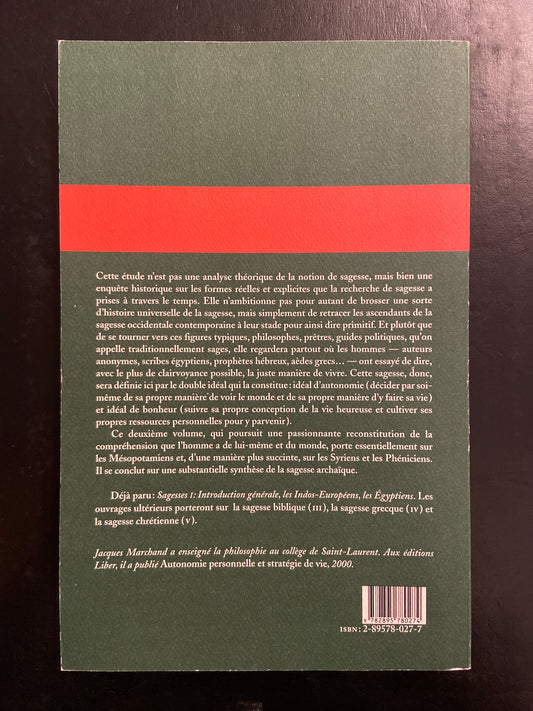 Cette étude n'est pas une analyse théorique de la notion de sagesse, mais bien une
enquête historique sur les formes réelles et explicites que la recherche de sagesse a
prises à travers le temps. Elle n'ambitionne pas pour autant de brosser une sorte
d'histoire universelle de la sagesse, mais simplement de retracer les ascendants de la
sagesse occidentale contemporaine à leur stade pour ainsi dire primitif. Et plutôt que
de se tourner vers ces figures typiques, philosophes, prêtres, guides politiques, qu'on
appelle traditionnellement sages, elle regardera partout où les hommes — auteurs
anonymes, scribes égyptiens, prophètes hébreux, aèdes grecs… — ont essayé de dire,
avec le plus de clairvoyance possible, la juste manière de vivre. Cette sagesse, donc,
sera définie ici par le double idéal qui la constitue : idéal d'autonomie (décider par soi-
même de sa propre manière de voir le monde et de sa propre manière d'y faire sa vie)
et idéal de bonheur (suivre sa propre conception de la vie heureuse et cultiver ses
propres ressources personnelles pour y parvenir).
Ce deuxième volume, qui poursuit une passionnante reconstitution de la
compréhension que l'homme a de lui-même et du monde, porte essentiellement sur
les Mésopotamiens et, d'une manière plus succinte, sur les Syriens et les Phéniciens.
Il se conclut sur une substantielle synthèse de la sagesse archaïque.
Déjà paru : Sagesses I : Introduction générale, les Indos-Européens, les Égyptiens. Les
ouvrages ultérieurs porteront sur la sagesse biblique (III), la sagesse grecque (IV) et
la sagesse chrétienne (V).
Jacques Marchand a enseigné la philosophie au collège de Saint-Laurent. Aux éditions
Liber, il a publié Autonomie personnelle et stratégie de vie, 2000.
9 782895 780274
ISBN : 2-89578-027-7